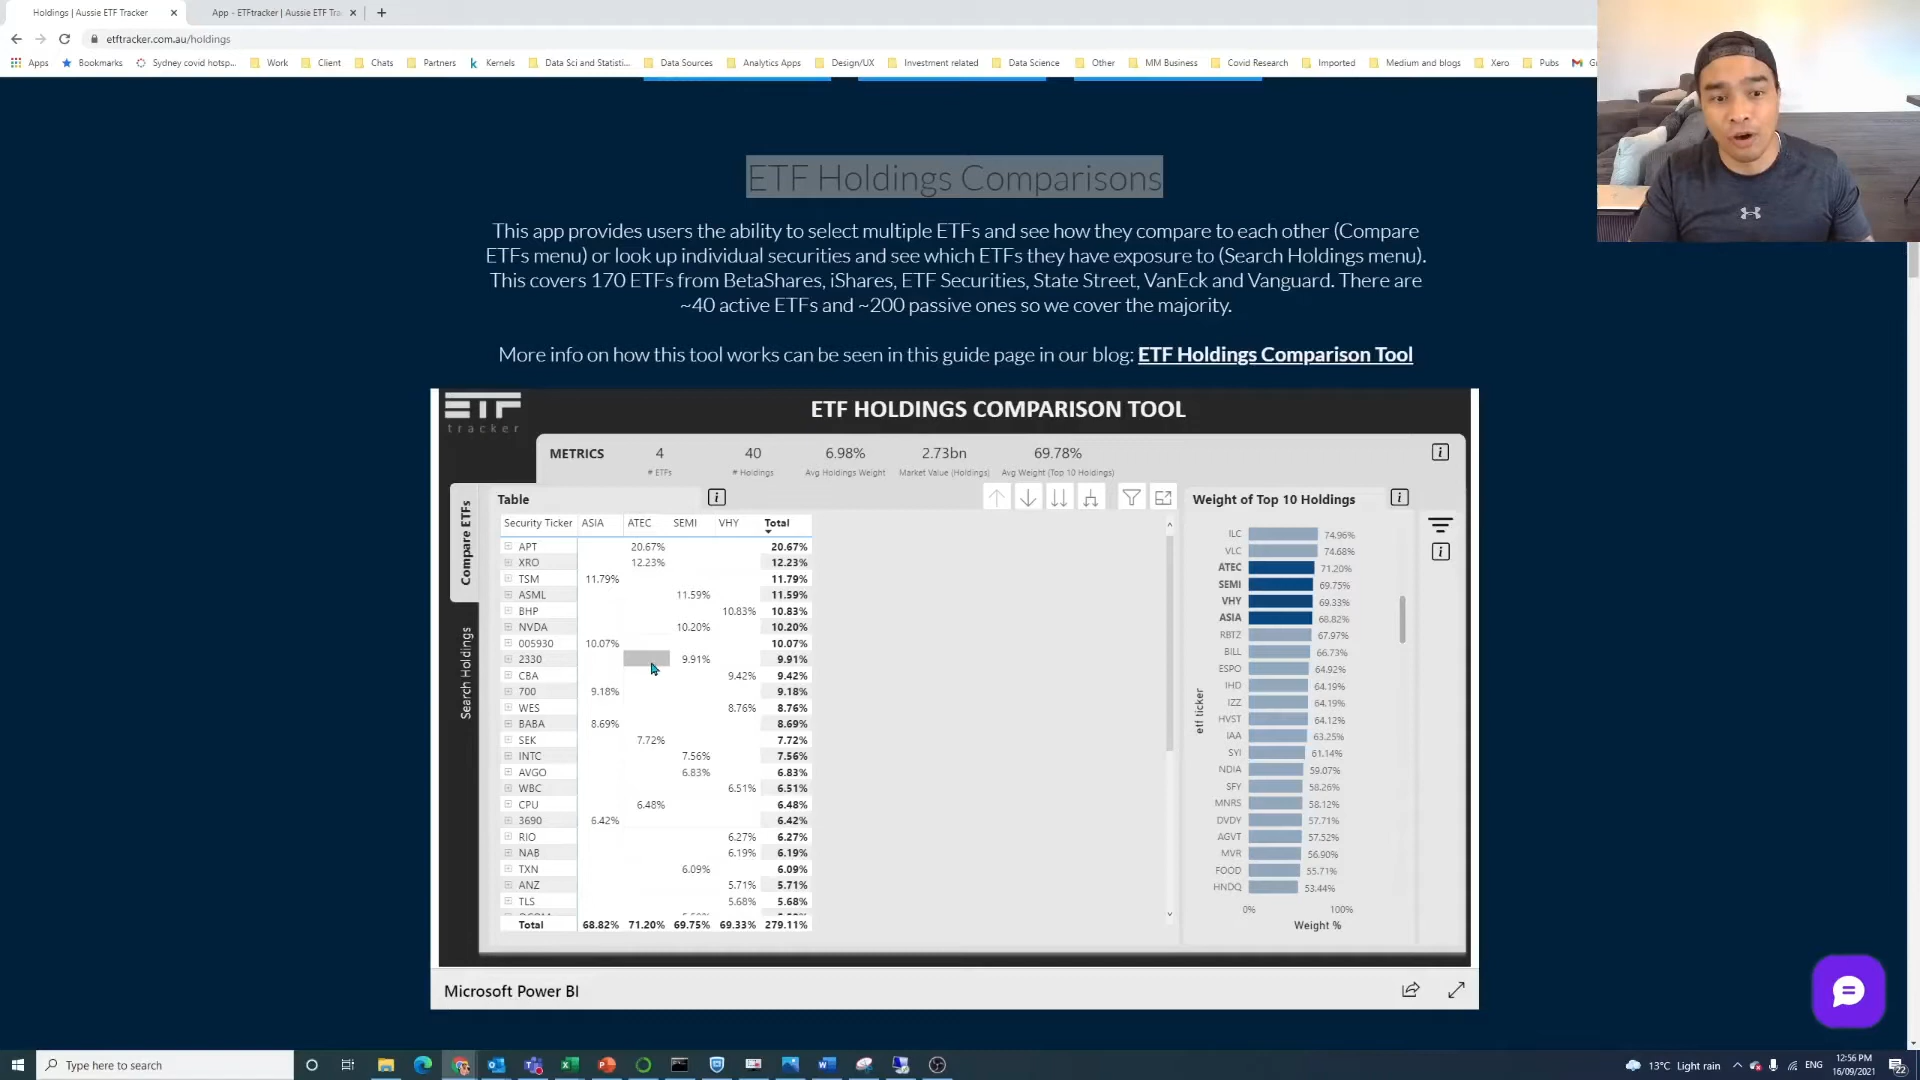 Holdings | Aussie ETF Tracker
App - ETFtracker | Aussie ETF Tra
etftracker.com.au/holdings
Apps Bookmarks Sydney covid hotsp... Work Client Chats Partners Kernels Data Sci and Statisti... Data Sources Analytics Apps Design/UX Investment related Data Science Other MM Business Covid Research Imported Medium and blogs Xero Pubs
ETF Holdings Comparisons
This app provides users the ability to select multiple ETFs and see how they compare to each other (Compare
ETFs menu) or look up individual securities and see which ETFs they have exposure to (Search Holdings menu).
This covers 170 ETFs from BetaShares, iShares, ETF Securities, State Street, VanEck and Vanguard. There are
~40 active ETFs and ~200 passive ones so we cover the majority.
More info on how this tool works can be seen in this guide page in our blog: ETF Holdings Comparison Tool
ETF tracker
ETF HOLDINGS COMPARISON TOOL
METRICS 4 40 6.98% 2.73bn 69.78%
# ETFs # Holdings Avg Holdings Weight Market Value (Holdings) Avg Weight (Top 10 Holdings)
Compare ETFs
Search Holdings
Table
Security Ticker ASIA ATEC SEMI VHY Total
APT 20.67% 20.67%
XRO 12.23% 12.23%
TSM 11.79% 11.79%
ASML 11.59% 11.59%
BHP 10.83% 10.83%
NVDA 10.20% 10.20%
005930 10.07% 10.07%
2330 9.91% 9.91%
CBA 9.42% 9.42%
700 9.18% 9.18%
WES 8.76% 8.76%
BABA 8.69% 8.69%
SEK 7.72% 7.72%
INTC 7.56% 7.56%
AVGO 6.83% 6.83%
WBC 6.51% 6.51%
CPU 6.48% 6.48%
3690 6.42% 6.42%
RIO 6.27% 6.27%
NAB 6.19% 6.19%
TXN 6.09% 6.09%
ANZ 5.71% 5.71%
TLS 5.68% 5.68%
Total 68.82% 71.20% 69.75% 69.33% 279.11%
Weight of Top 10 Holdings
etf ticker
ILC 74.96%
VLC 74.68%
ATEC 71.20%
SEMI 69.75%
VHY 69.33%
ASIA 68.82%
RBTZ 67.97%
BILL 66.73%
ESPO 64.92%
IHD 64.19%
IZZ 64.19%
HVST 64.12%
IAA 63.25%
SYI 61.14%
NDIA 59.07%
SFY 58.26%
MNRS 58.12%
DVDY 57.71%
AGVT 57.52%
MVR 56.90%
FOOD 55.71%
HNDQ 53.44%
0% 100%
Weight %
Microsoft Power BI
Type here to search
13°C Light rain
ENG
12:56 PM
16/09/2021
22